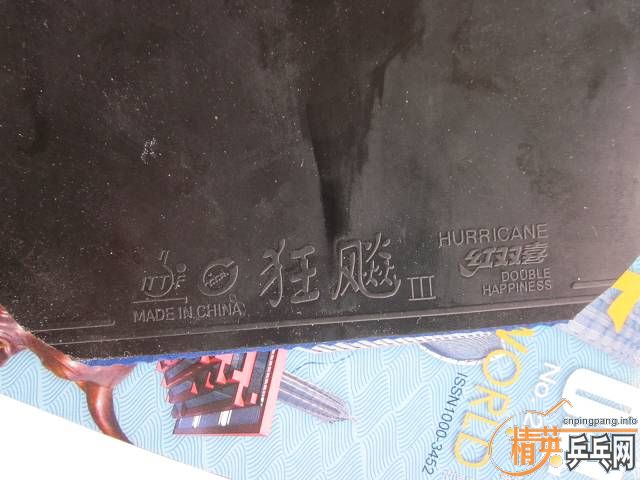 HURRICANE
ITTF
狂飚 III
红双喜
DOUBLE
HAPPINESS
MADE IN CHINA
WORLD
ISSN1000-3452
NO.
cnpingpang.info
精英乒乓网